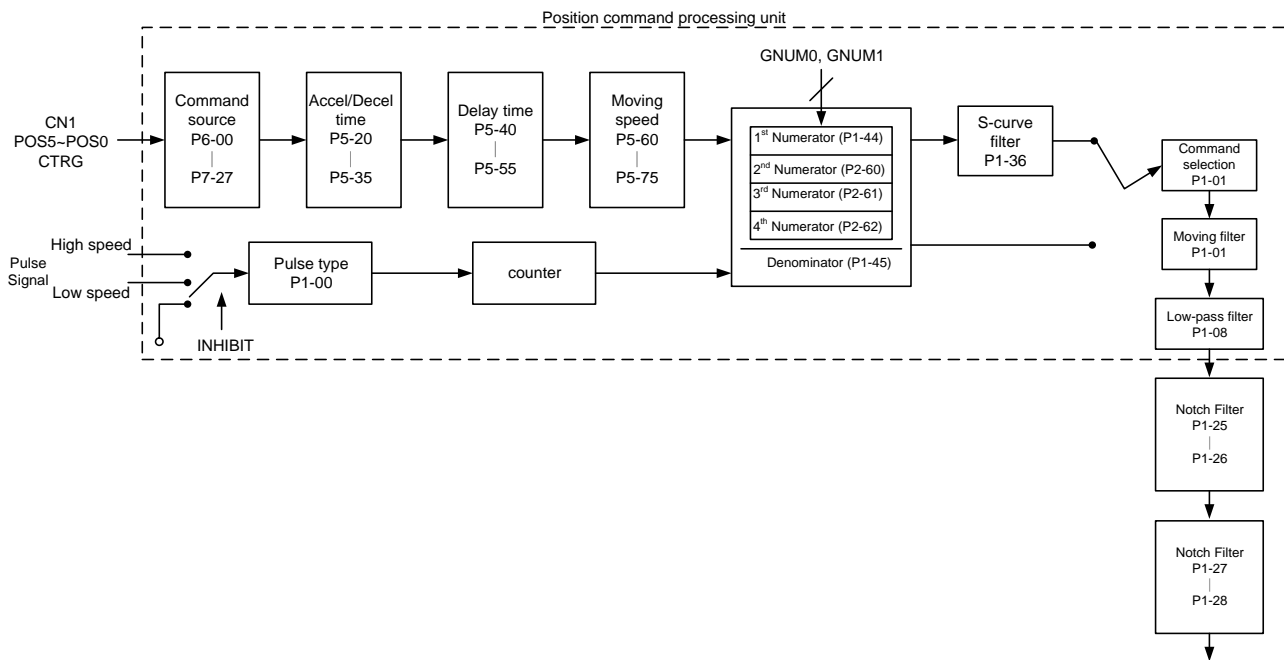 Position command processing unit
GNUM0, GNUM1
CN1
POS5~POS0
CTRG
Command
source
P6-00
P7-27
Accel/Decel
time
P5-20
P5-35
Delay time
P5-40
P5-55
Moving
speed
P5-60
P5-75
1st Numerator (P1-44)
2nd Numerator (P2-60)
3rd Numerator (P2-61)
4th Numerator (P2-62)
Denominator (P1-45)
S-curve
filter
P1-36
Command
selection
P1-01
Moving filter
P1-01
Low-pass filter
P1-08
High speed
Pulse
Signal
Low speed
INHIBIT
Pulse type
P1-00
counter
Notch Filter
P1-25
P1-26
Notch Filter
P1-27
P1-28